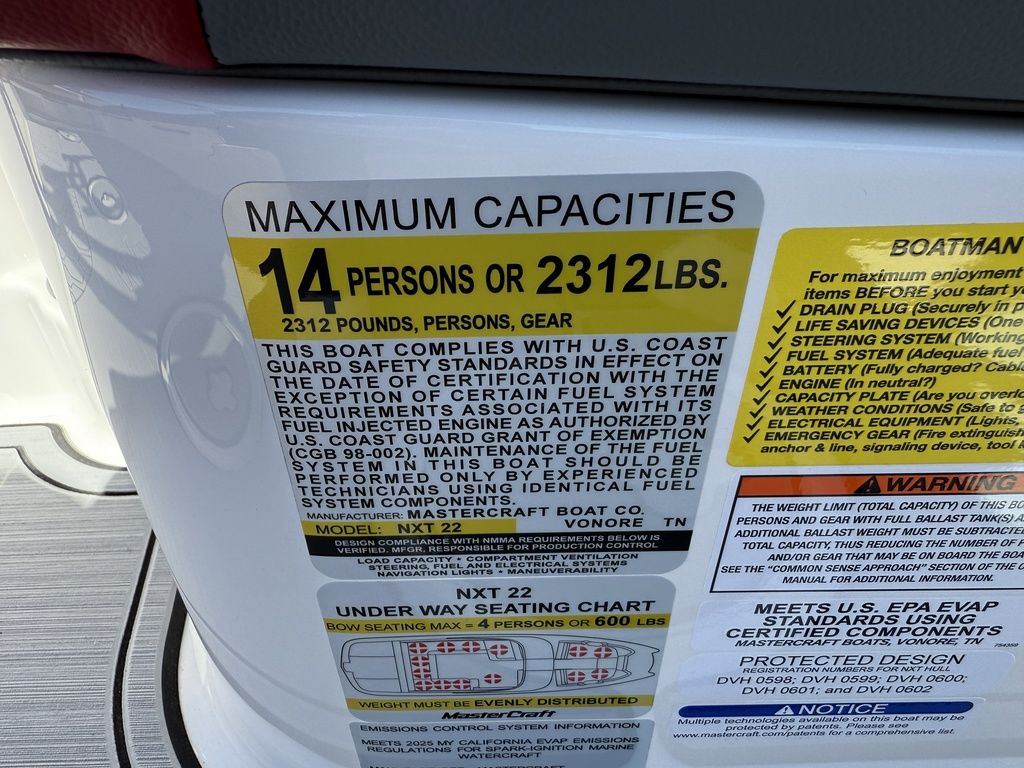 MAXIMUM CAPACITIES
14 PERSONS OR 2312 LBS.
2312 POUNDS, PERSONS, GEAR
THIS BOAT COMPLIES WITH U.S. COAST
GUARD SAFETY STANDARDS IN EFFECT ON
THE DATE OF CERTIFICATION WITH THE
EXCEPTION OF CERTAIN FUEL SYSTEM
REQUIREMENTS ASSOCIATED WITH ITS
FUEL INJECTED ENGINE AS AUTHORIZED BY
U.S. COAST GUARD GRANT OF EXEMPTION
(CGB 98-002). MAINTENANCE OF THE FUEL
SYSTEM IN THIS BOAT SHOULD BE
PERFORMED ONLY BY EXPERIENCED
TECHNICIANS USING IDENTICAL FUEL
SYSTEM COMPONENTS.
MANUFACTURER: MASTERCRAFT BOAT CO.
MODEL: NXT 22 VONORE TN
DESIGN COMPLIANCE WITH NMMA REQUIREMENTS BELOW IS
VERIFIED. MFGR. RESPONSIBLE FOR PRODUCTION CONTROL
LOAD CAPACITY * COMPARTMENT VENTILATION
STEERING, FUEL AND ELECTRICAL SYSTEMS
NAVIGATION LIGHTS * MANEUVERABILITY
NXT 22
UNDER WAY SEATING CHART
BOW SEATING MAX = 4 PERSONS OR 600 LBS
WEIGHT MUST BE EVENLY DISTRIBUTED
MasterCraft
EMISSIONS CONTROL SYSTEM INFORMATION
MEETS 2025 MY CALIFORNIA EVAP EMISSIONS
REGULATIONS FOR SPARK-IGNITION MARINE
WATERCRAFT
BOATMAN
For maximum enjoyment
items BEFORE you start
DRAIN PLUG (Securely in
LIFE SAVING DEVICES (One
STEERING SYSTEM (Working
FUEL SYSTEM (Adequate fuel
BATTERY (Fully charged?
ENGINE (In neutral?)
CAPACITY PLATE (Are you
WEATHER CONDITIONS (Safe to
ELECTRICAL EQUIPMENT (Lights,
EMERGENCY GEAR (Fire
anchor & line, signaling device, tool
WARNING
THE WEIGHT LIMIT (TOTAL CAPACITY) OF THIS
PERSONS AND GEAR WITH FULL BALLAST
ADDITIONAL BALLAST WEIGHT MUST BE
TOTAL CAPACITY, THUS REDUCING THE NUMBER OF
AND/OR GEAR THAT MAY BE ON BOARD THE
SEE THE "COMMON SENSE APPROACH" SECTION OF THE
MANUAL FOR ADDITIONAL INFORMATION.
MEETS U.S. EPA EVAP
STANDARDS USING
CERTIFIED COMPONENTS
MASTERCRAFT BOATS, VONORE, TN
PROTECTED DESIGN
REGISTRATION NUMBERS FOR NXT HULL
DVH 0598; DVH 0599; DVH 0600;
DVH 0601; and DVH 0602
NOTICE
Multiple technologies available on this boat may be
protected by patents. Please see
www.mastercraft.com/patents for a comprehensive list.